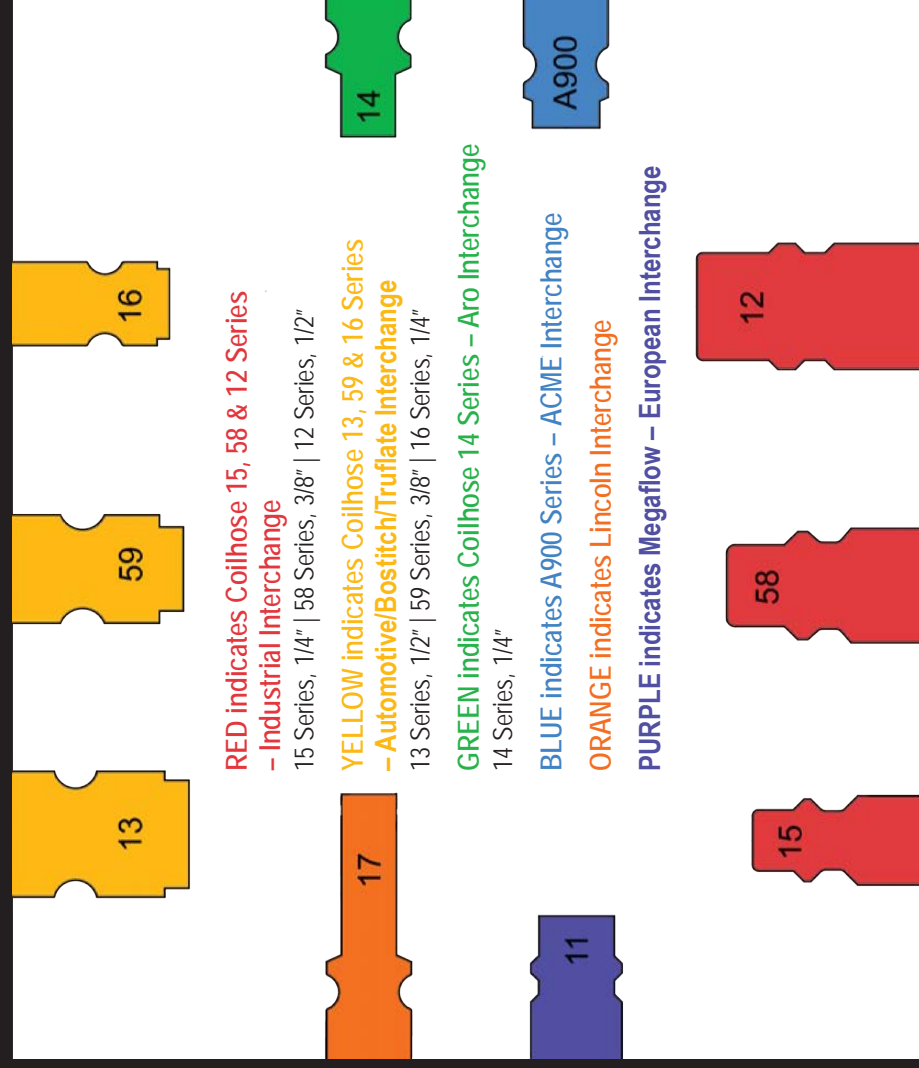 13
59
16
RED indicates Coilhose 15, 58 & 12 Series
– Industrial Interchange
15 Series, 1/4″ | 58 Series, 3/8″ | 12 Series, 1/2″
17
YELLOW indicates Coilhose 13, 59 & 16 Series
– Automotive/Bostitch/Truflate Interchange
13 Series, 1/2″ | 59 Series, 3/8″ | 16 Series, 1/4″
14
GREEN indicates Coilhose 14 Series – Aro Interchange
14 Series, 1/4″
11
BLUE indicates A900 Series – ACME Interchange
A900
ORANGE indicates Lincoln Interchange
PURPLE indicates Megaflow – European Interchange
15
58
12